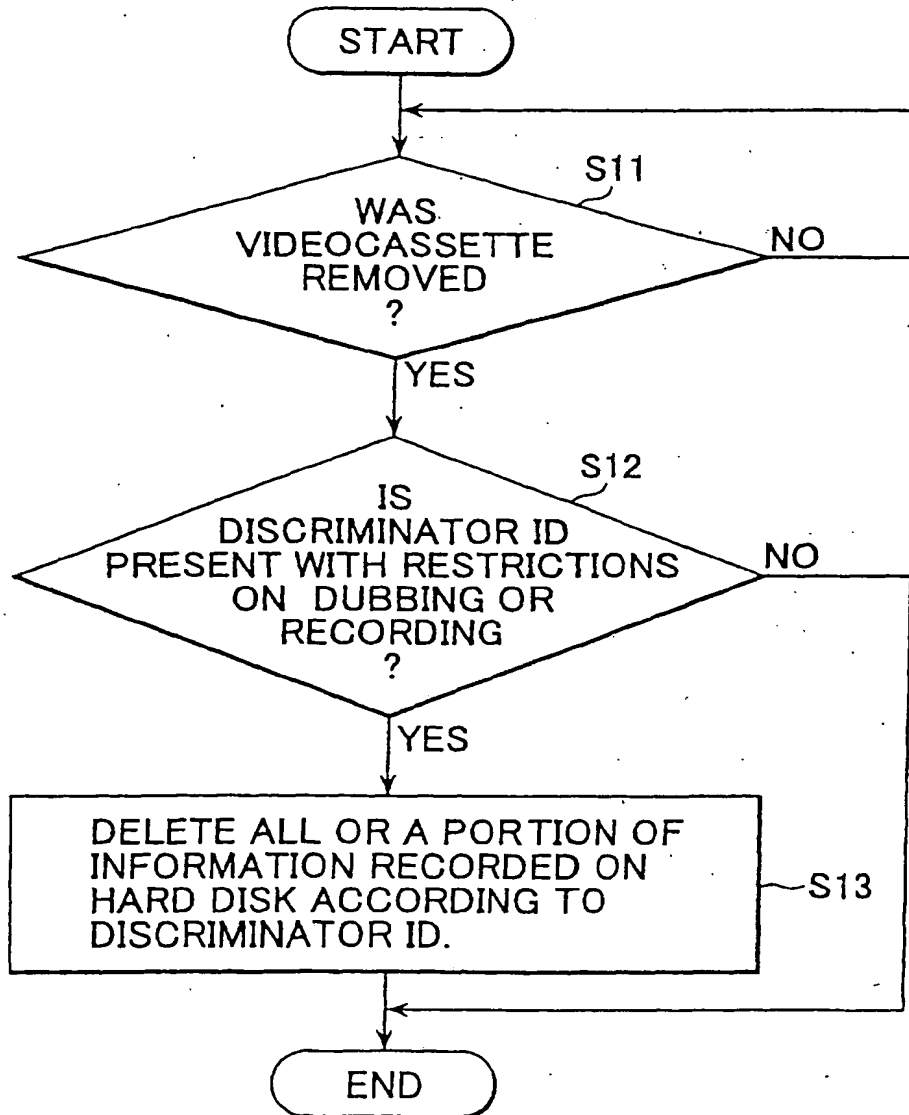 START
S11
WAS
VIDEOCASSETTE
REMOVED
?
NO
YES
S12
IS
DISCRIMINATOR ID
PRESENT WITH RESTRICTIONS
ON DUBBING OR
RECORDING
?
NO
YES
DELETE ALL OR A PORTION OF
INFORMATION RECORDED ON
HARD DISK ACCORDING TO
DISCRIMINATOR ID.
S13
END